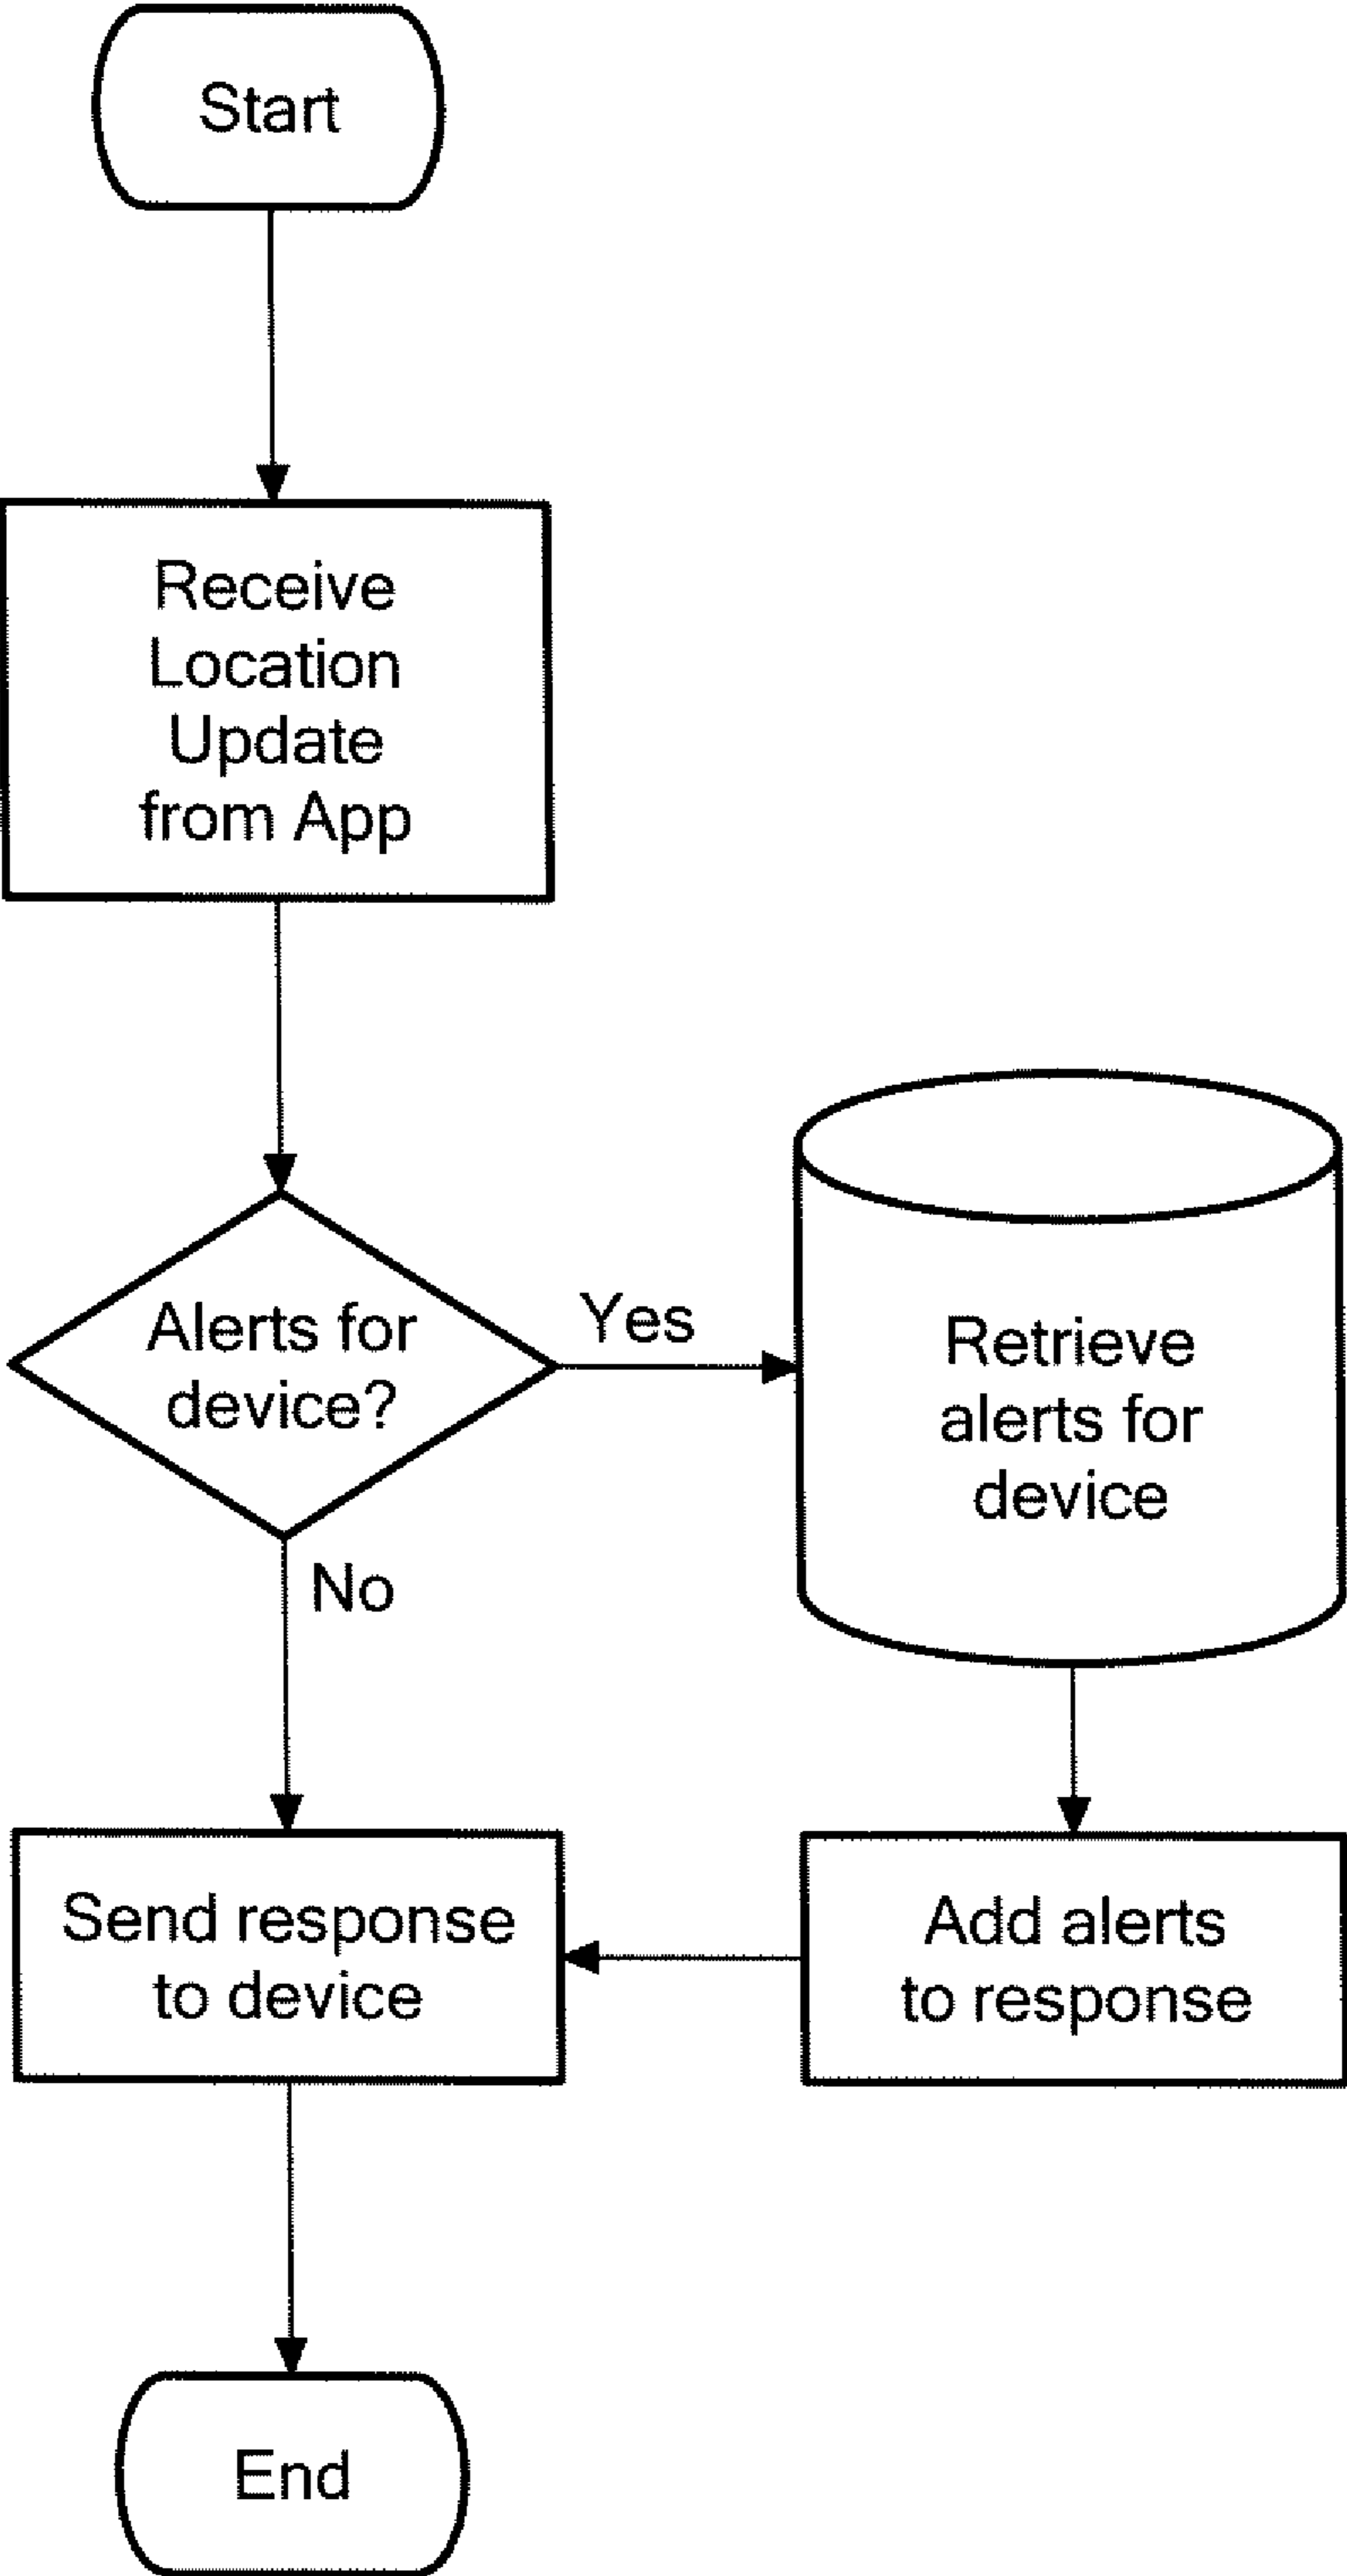 Start
Receive
Location
Update
from App
Alerts for
device?
Yes
Retrieve
alerts for
device
No
Send response
to device
Add alerts
to response
End